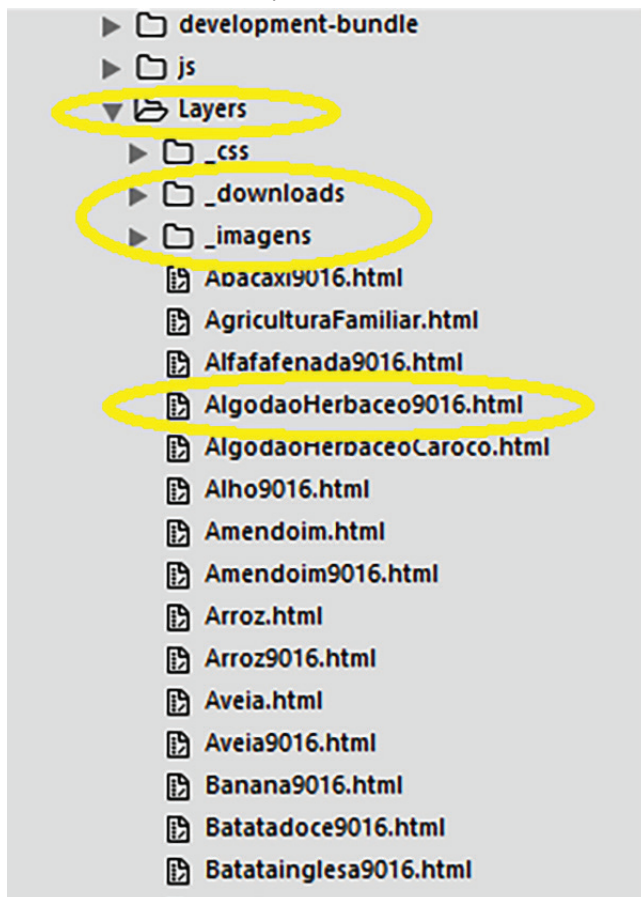 development-bundle
js
Layers
_css
_downloads
_imagens
Abacaxi9016.html
AgriculturaFamiliar.html
Alfafafenada9016.html
AlgodaoHerbaceo9016.html
AlgodaoHerbaceoCaroco.html
Alho9016.html
Amendoim.html
Amendoim9016.html
Arroz.html
Arroz9016.html
Aveia.html
Aveia9016.html
Banana9016.html
Batatadoce9016.html
Batatainglesa9016.html